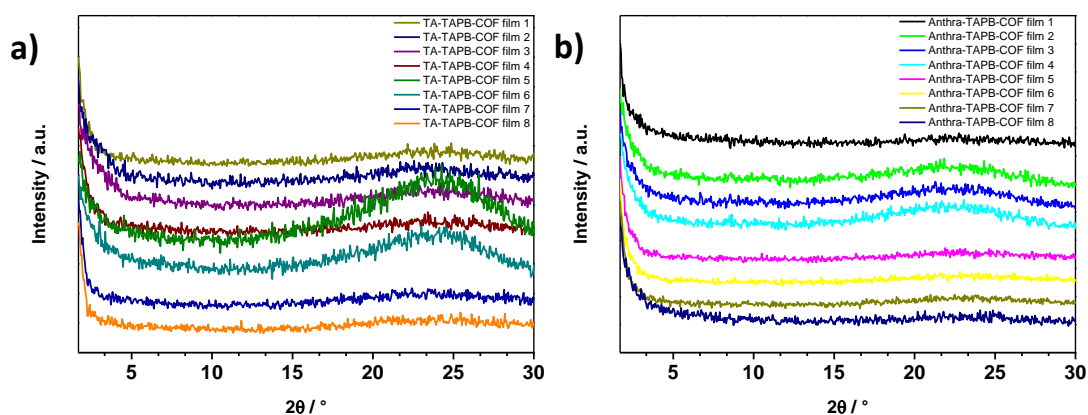 a)
TA-TAPB-COF film 1
TA-TAPB-COF film 2
TA-TAPB-COF film 3
TA-TAPB-COF film 4
TA-TAPB-COF film 5
TA-TAPB-COF film 6
TA-TAPB-COF film 7
TA-TAPB-COF film 8
Intensity / a.u.
5 10 15 20 25 30
2θ / °
b)
Anthra-TAPB-COF film 1
Anthra-TAPB-COF film 2
Anthra-TAPB-COF film 3
Anthra-TAPB-COF film 4
Anthra-TAPB-COF film 5
Anthra-TAPB-COF film 6
Anthra-TAPB-COF film 7
Anthra-TAPB-COF film 8
Intensity / a.u.
5 10 15 20 25 30
2θ / °